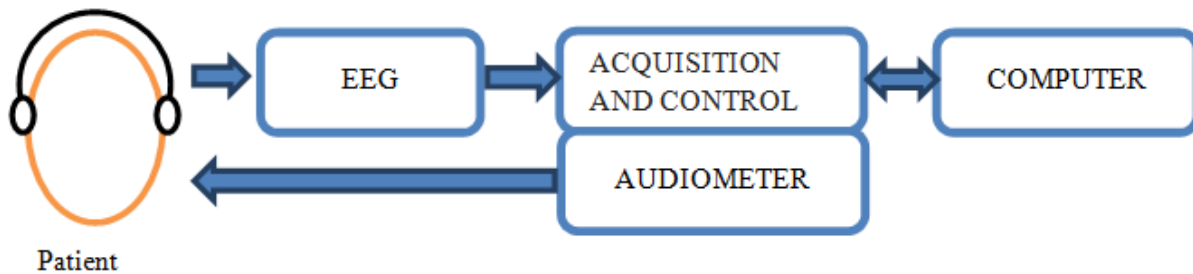 EEG
ACQUISITION
AND CONTROL
COMPUTER
AUDIOMETER
Patient